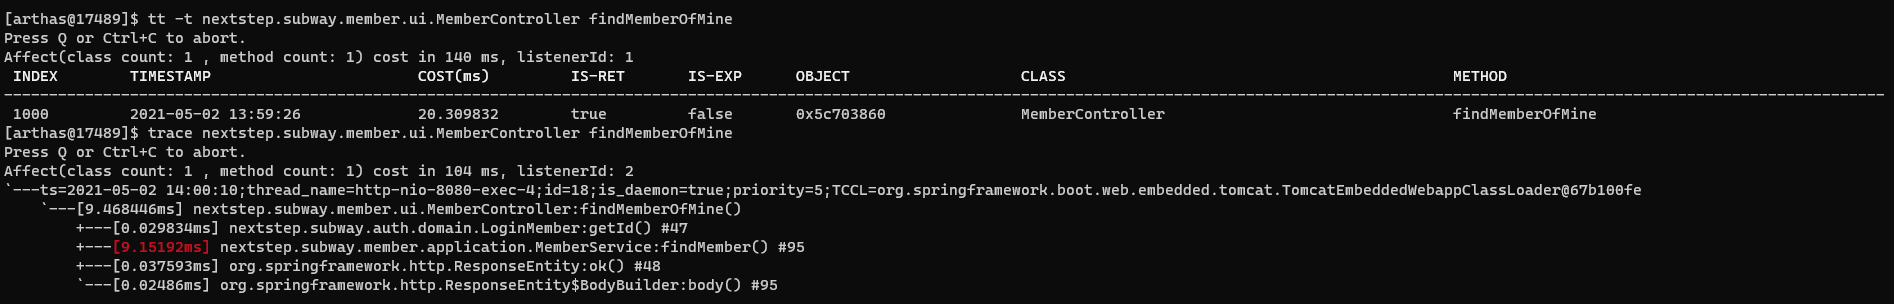 [arthas@17489]$ tt -t nextstep.subway.member.ui.MemberController findMemberOfMine
Press Q or Ctrl+C to abort.
Affect(class count: 1 , method count: 1) cost in 140 ms, listenerId: 1
INDEX TIMESTAMP COST(ms) IS-RET IS-EXP OBJECT CLASS METHOD
1000 2021-05-02 13:59:26 20.309832 true false 0x5c703860 MemberController findMemberOfMine
[arthas@17489]$ trace nextstep.subway.member.ui.MemberController findMemberOfMine
Press Q or Ctrl+C to abort.
Affect(class count: 1 , method count: 1) cost in 104 ms, listenerId: 2
`---ts=2021-05-02 14:00:10;thread_name=http-nio-8080-exec-4;id=18;is_daemon=true;priority=5;TCCL=org.springframework.boot.web.embedded.tomcat.TomcatEmbeddedWebappClassLoader@67b100fe
    `---[9.468446ms] nextstep.subway.member.ui.MemberController:findMemberOfMine()
        +---[0.029834ms] nextstep.subway.auth.domain.LoginMember:getId() #47
        +---[9.15192ms] nextstep.subway.member.application.MemberService:findMember() #95
        +---[0.037593ms] org.springframework.http.ResponseEntity:ok() #48
        `---[0.02486ms] org.springframework.http.ResponseEntity$BodyBuilder:body() #95